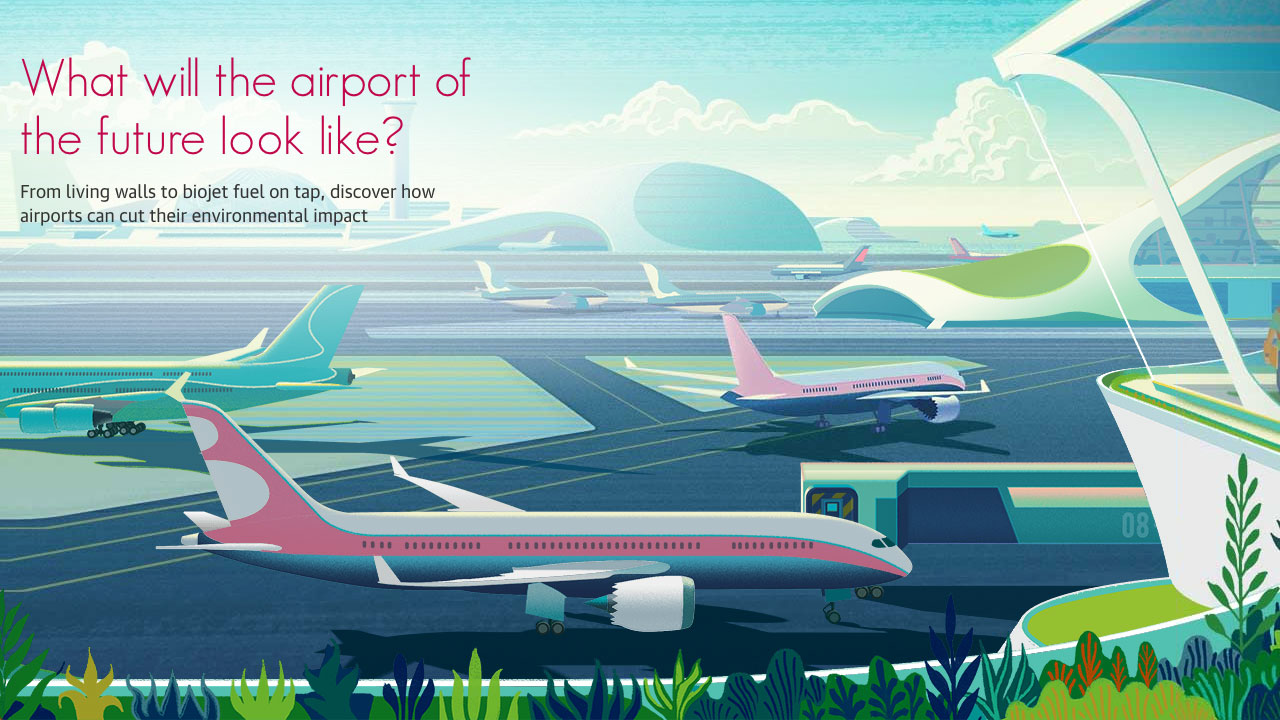 What will the airport of
the future look like?
From living walls to biojet fuel on tap, discover how
airports can cut their environmental impact
08